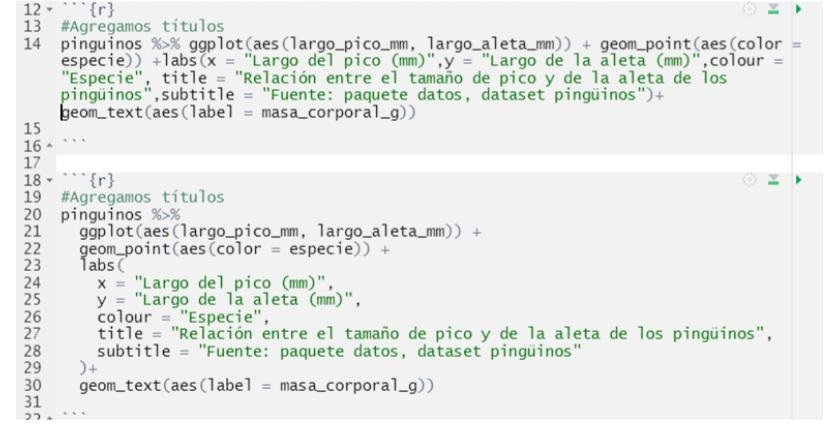 12 ```{r}
13 #Agregamos títulos
14 pinguinos %>% ggplot(aes(largo_pico_mm, largo_aleta_mm)) + geom_point(aes(color =
especie)) +labs(x = "Largo del pico (mm)",y = "Largo de la aleta (mm)",colour =
"Especie", title = "Relación entre el tamaño de pico y de la aleta de los
pingüinos",subtitle = "Fuente: paquete datos, dataset pingüinos")+
geom_text(aes(label = masa_corporal_g))
15
16 ```
17
18 ```{r}
19 #Agregamos títulos
20 pinguinos %>%
21   ggplot(aes(largo_pico_mm, largo_aleta_mm)) +
22   geom_point(aes(color = especie)) +
23   labs(
24     x = "Largo del pico (mm)",
25     y = "Largo de la aleta (mm)",
26     colour = "Especie",
27     title = "Relación entre el tamaño de pico y de la aleta de los pingüinos",
28     subtitle = "Fuente: paquete datos, dataset pingüinos"
29   )+
30   geom_text(aes(label = masa_corporal_g))
31
32 ```